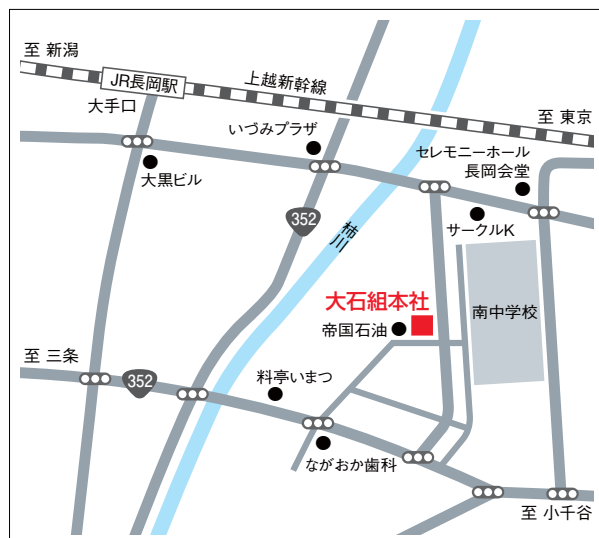 至 新潟
JR長岡駅
上越新幹線
大手口
至 東京
いづみプラザ
セレモニーホール
長岡会堂
大黒ビル
サークルK
352
柿川
大石組本社
帝国石油
南中学校
至 三条
352
料亭いまつ
ながおか歯科
至 小千谷